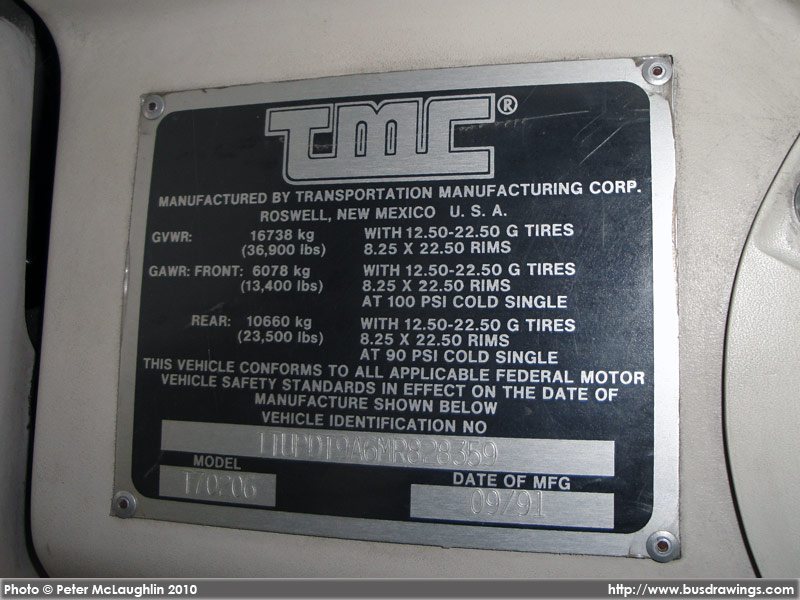 TMC®
MANUFACTURED BY TRANSPORTATION MANUFACTURING CORP.
ROSWELL, NEW MEXICO U. S. A.
GVWR: 16738 kg WITH 12.50-22.50 G TIRES
(36,900 lbs) 8.25 X 22.50 RIMS
GAWR: FRONT: 6078 kg WITH 12.50-22.50 G TIRES
(13,400 lbs) 8.25 X 22.50 RIMS
AT 100 PSI COLD SINGLE
REAR: 10660 kg WITH 12.50-22.50 G TIRES
(23,500 lbs) 8.25 X 22.50 RIMS
AT 90 PSI COLD SINGLE
THIS VEHICLE CONFORMS TO ALL APPLICABLE FEDERAL MOTOR
VEHICLE SAFETY STANDARDS IN EFFECT ON THE DATE OF
MANUFACTURE SHOWN BELOW
VEHICLE IDENTIFICATION NO
MODEL
T70206
DATE OF MFG
09/91
Photo © Peter McLaughlin 2010
http://www.busdrawings.com